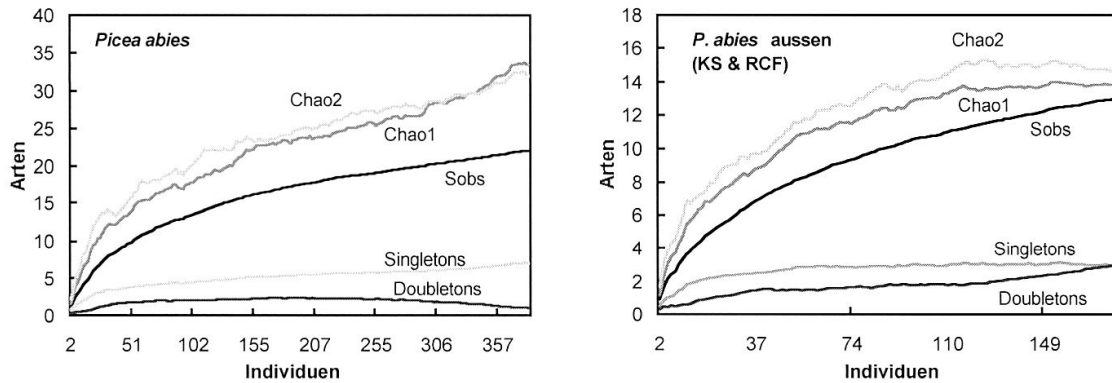 40
35
30
25
20
15
10
5
0
Arten
Picea abies
Chao2
Chao1
Sobs
Singletons
Doubletons
2 51 102 155 207 255 306 357
Individuen
18
16
14
12
10
8
6
4
2
0
Arten
P. abies aussen
(KS & RCF)
Chao2
Chao1
Sobs
Singletons
Doubletons
2 37 74 110 149
Individuen